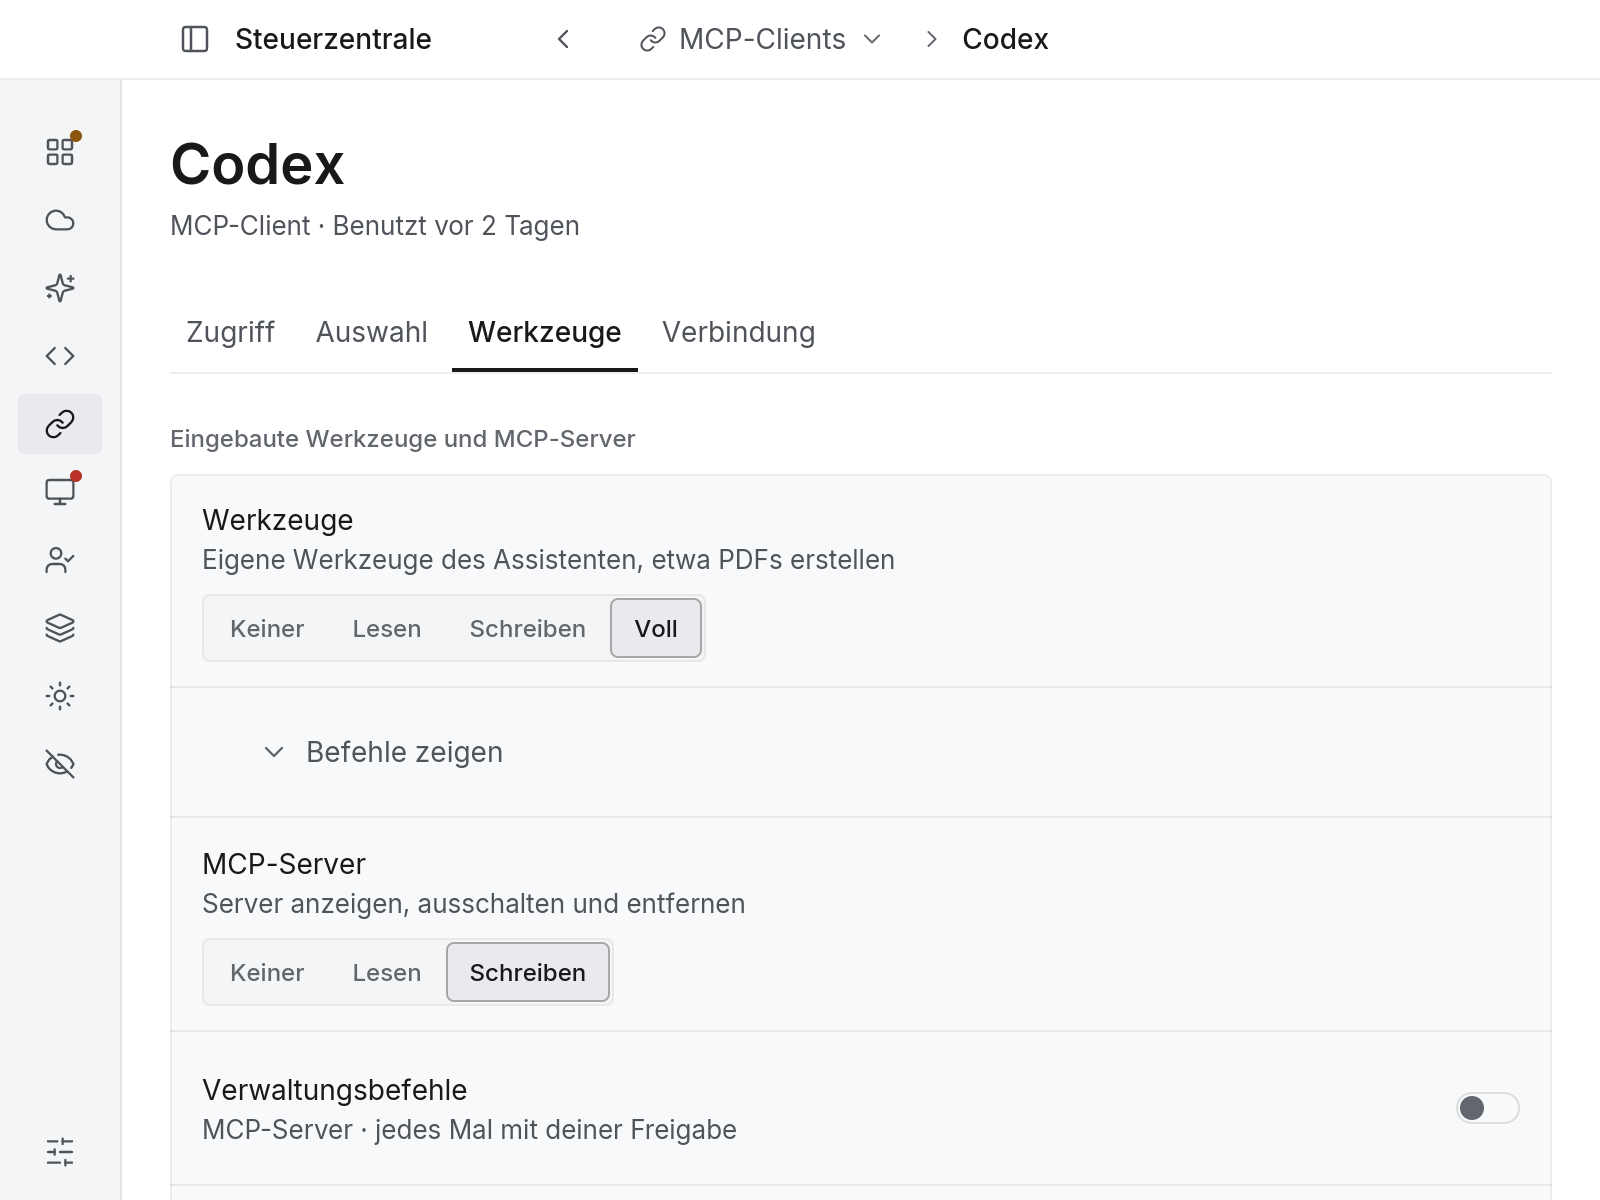 Steuerzentrale
MCP-Clients
Codex
Codex
MCP-Client · Benutzt vor 2 Tagen
Zugriff
Auswahl
Werkzeuge
Verbindung
Eingebaute Werkzeuge und MCP-Server
Werkzeuge
Eigene Werkzeuge des Assistenten, etwa PDFs erstellen
Keiner
Lesen
Schreiben
Voll
Befehle zeigen
MCP-Server
Server anzeigen, ausschalten und entfernen
Keiner
Lesen
Schreiben
Verwaltungsbefehle
MCP-Server · jedes Mal mit deiner Freigabe